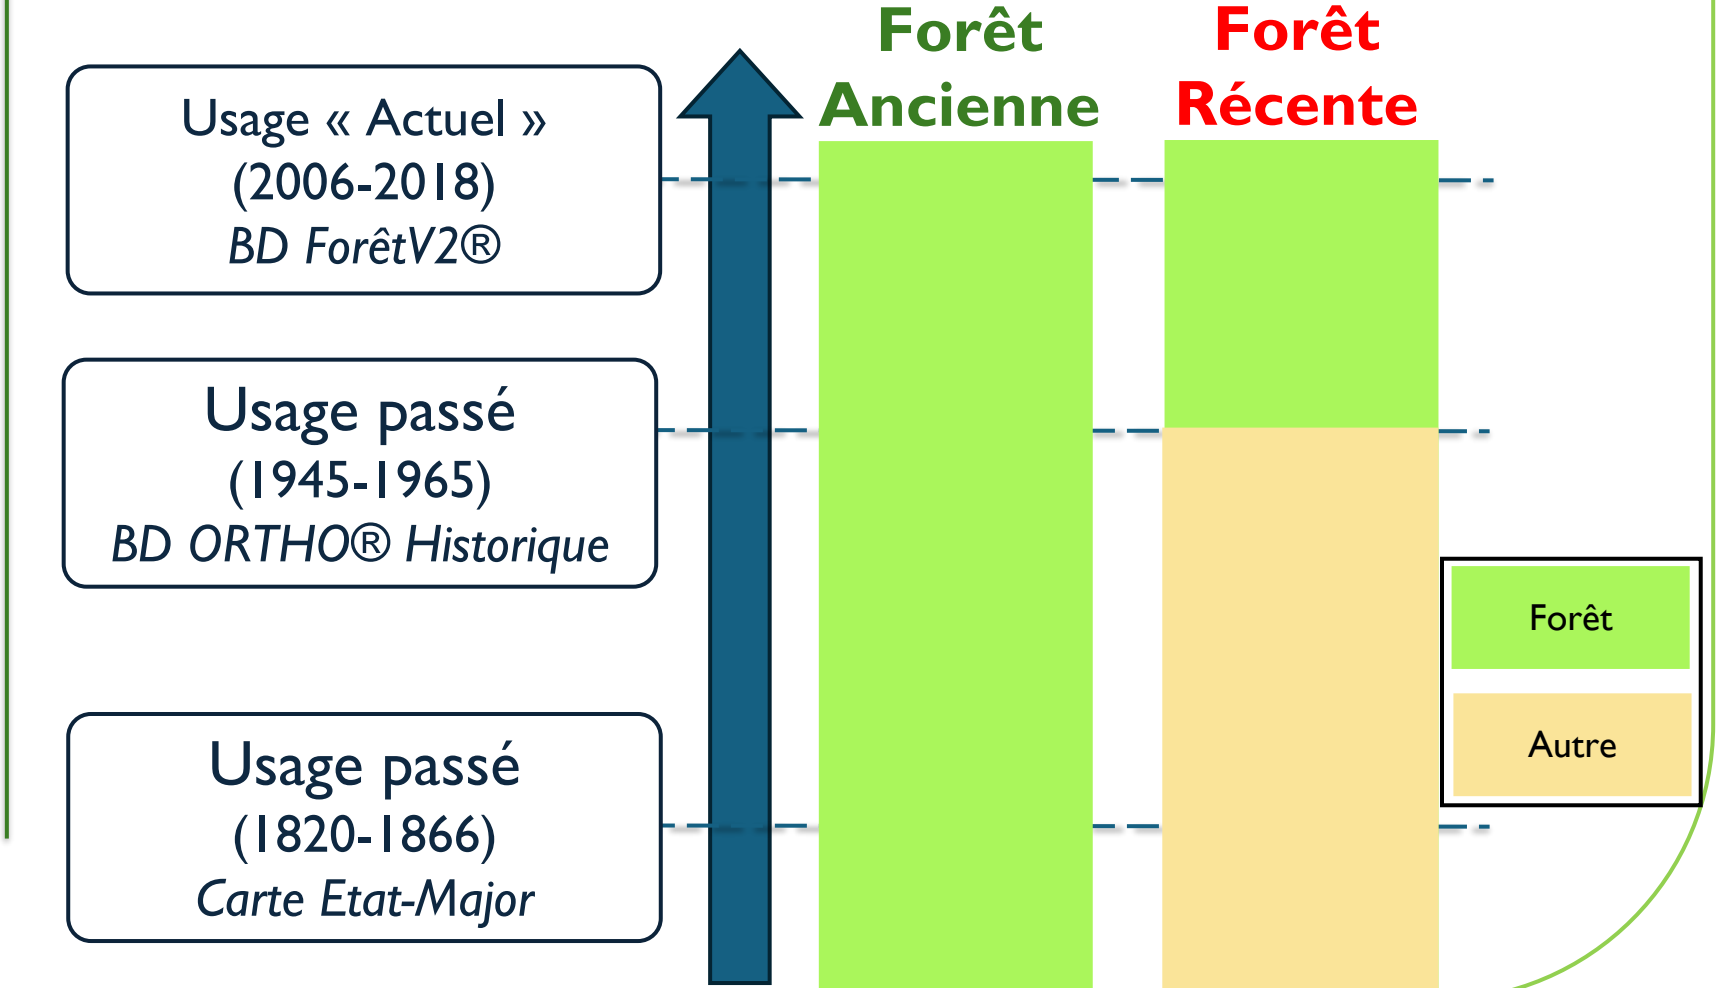 Forêt
Ancienne
Forêt
Récente
Usage « Actuel »
(2006-2018)
BD ForêtV2®
Usage passé
(1945-1965)
BD ORTHO® Historique
Usage passé
(1820-1866)
Carte Etat-Major
Forêt
Autre